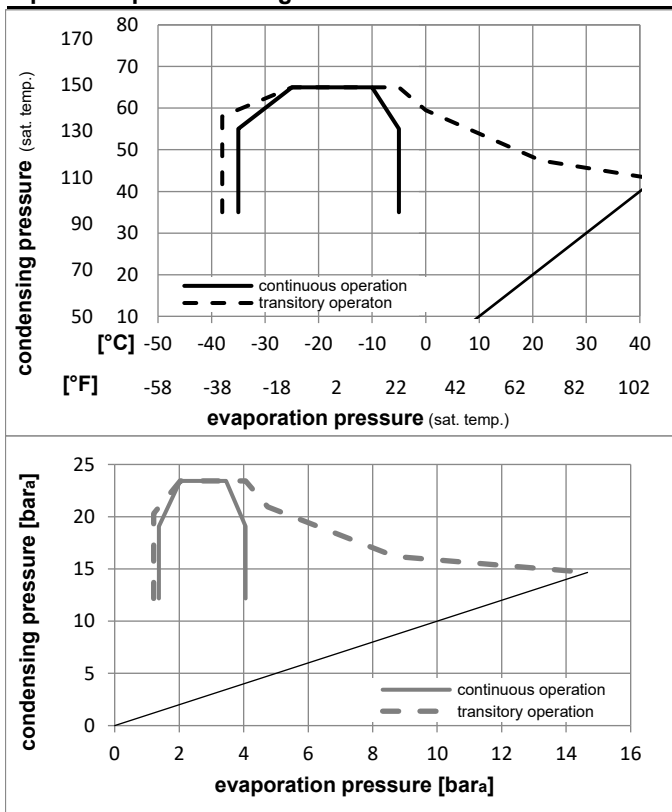 170 80
150 70
130 60
50
110 40
90 30
70 20
50 10
condensing pressure (sat. temp.)
continuous operation
transitory operaton
[°C] -50 -40 -30 -20 -10 0 10 20 30 40
[°F] -58 -38 -18 2 22 42 62 82 102
evaporation pressure (sat. temp.)
25
20
15
10
5
0
condensing pressure [bara]
continuous operation
transitory operation
0 2 4 6 8 10 12 14 16
evaporation pressure [bara]